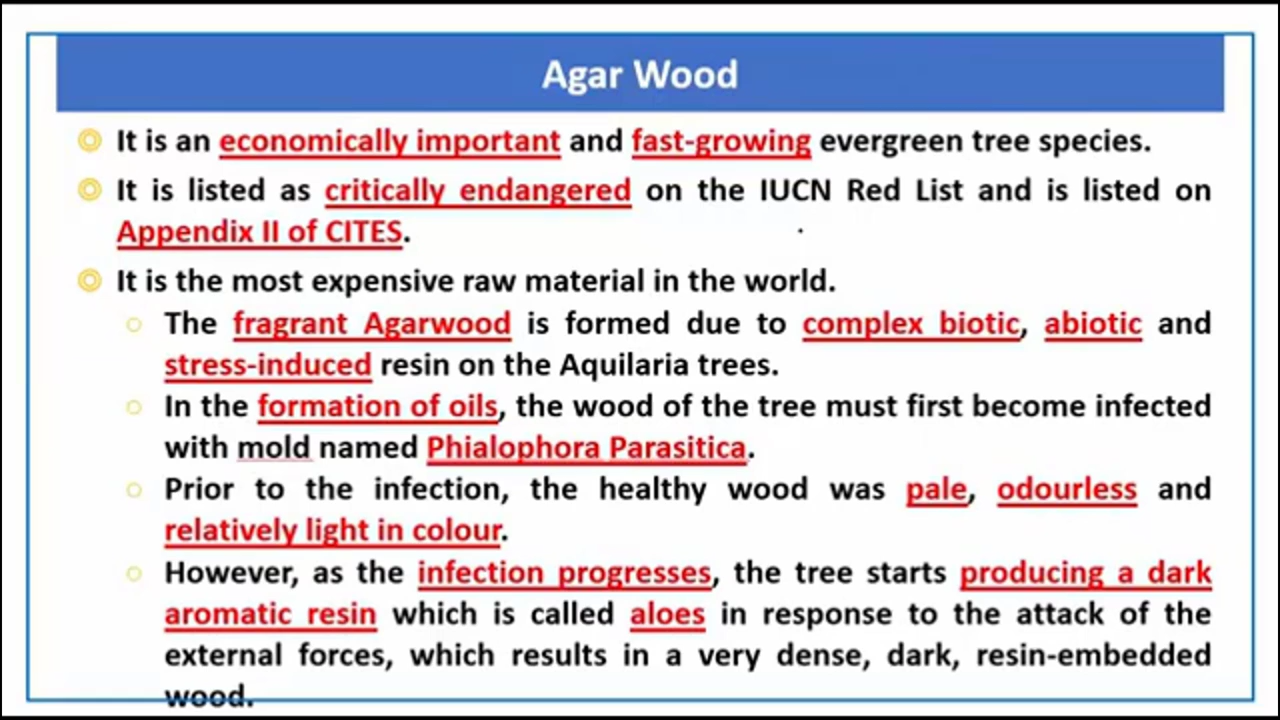 Agar Wood
It is an economically important and fast-growing evergreen tree species.
It is listed as critically endangered on the IUCN Red List and is listed on
Appendix II of CITES.
It is the most expensive raw material in the world.
The fragrant Agarwood is formed due to complex biotic, abiotic and
stress-induced resin on the Aquilaria trees.
In the formation of oils, the wood of the tree must first become infected
with mold named Phialophora Parasitica.
Prior to the infection, the healthy wood was pale, odourless and
relatively light in colour.
However, as the infection progresses, the tree starts producing a dark
aromatic resin which is called aloes in response to the attack of the
external forces, which results in a very dense, dark, resin-embedded
wood.